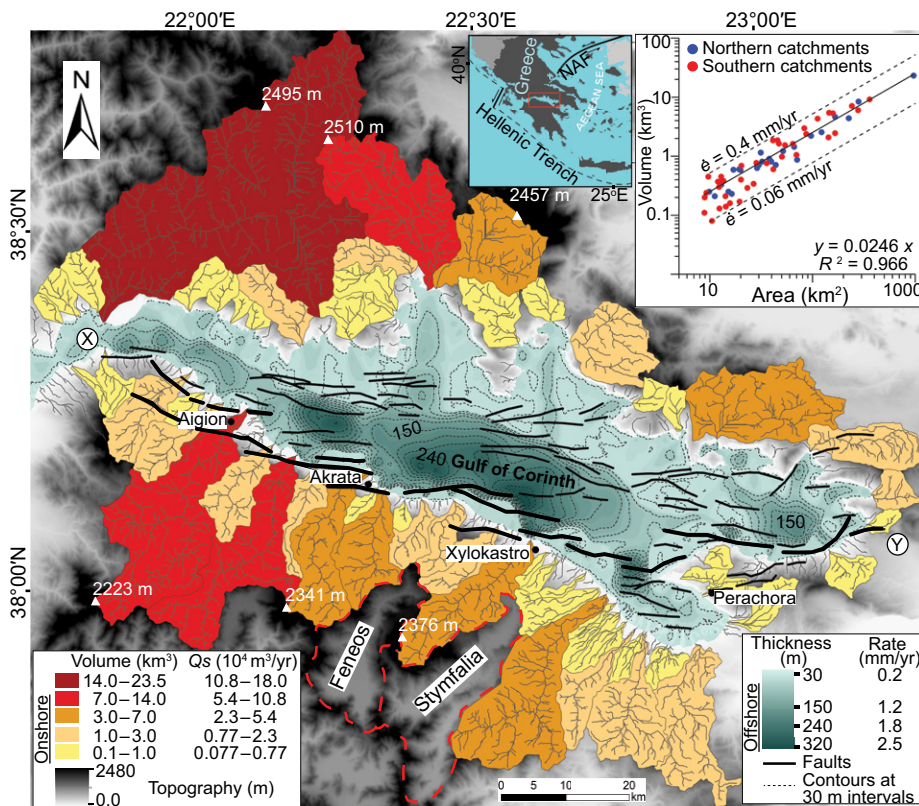 22°00'E 22°30'E 23°00'E
38°30'N
38°00'N
N
2495 m
2510 m
2457 m
40°N
Greece
NAF
AEGEAN SEA
Hellenic Trench
25°E
Northern catchments
Southern catchments
Volume (km³)
100
10
1
0.1
ė = 0.4 mm/yr
ė = 0.06 mm/yr
y = 0.0246 x
R² = 0.966
10 100 1000
Area (km²)
X
Aigion
150
240 Gulf of Corinth
Akrata
150
Xylokastro
Y
Perachora
2223 m
2341 m
2376 m
Feneos
Stymfalia
Onshore
Volume (km³) Qs (10⁴ m³/yr)
14.0–23.5 10.8–18.0
7.0–14.0 5.4–10.8
3.0–7.0 2.3–5.4
1.0–3.0 0.77–2.3
0.1–1.0 0.077–0.77
2480
0.0
Topography (m)
0 5 10 20
km
Offshore
Thickness (m) Rate (mm/yr)
30 0.2
150 1.2
240 1.8
320 2.5
Faults
Contours at
30 m intervals